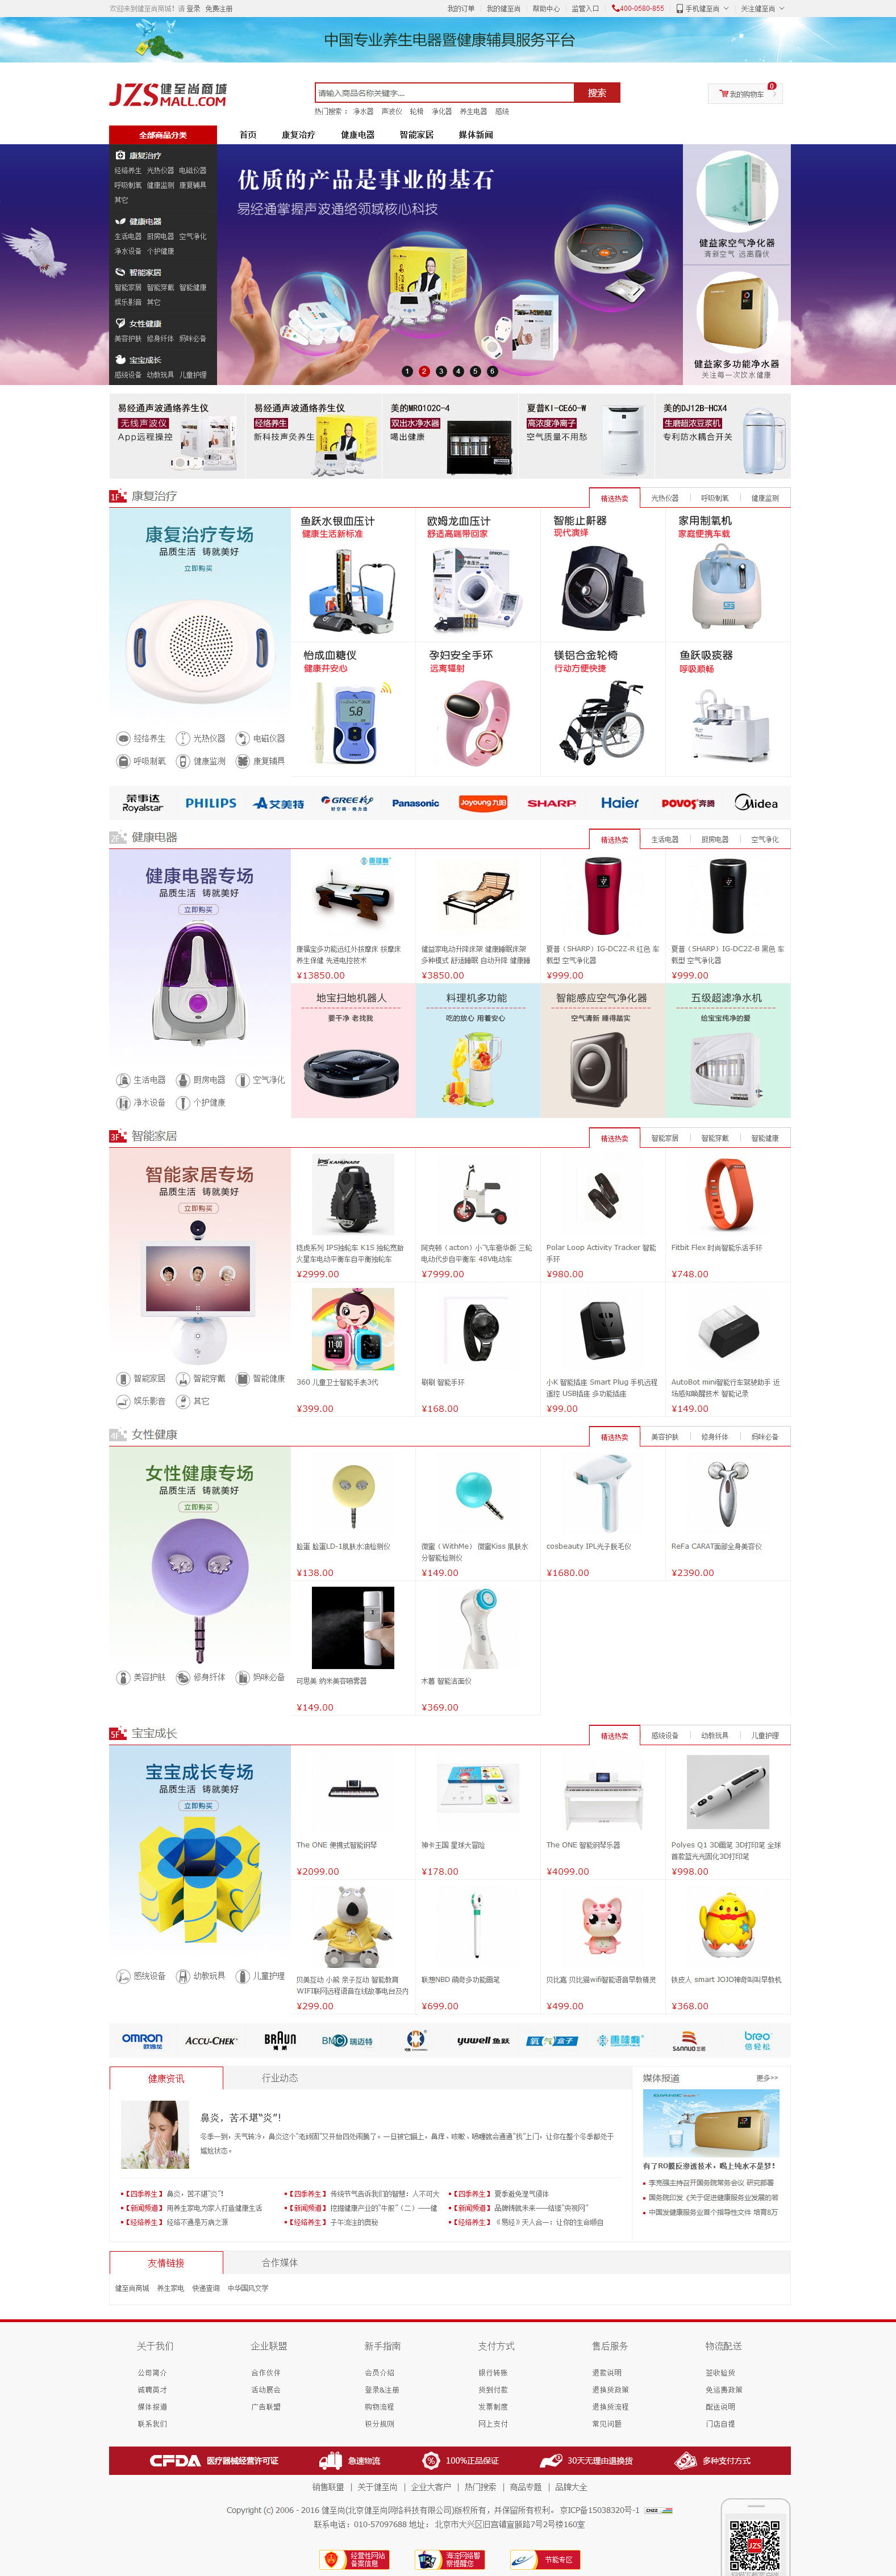 欢迎来到健至尚商城！请 登录 免费注册
我的订单 我的健至尚 帮助中心 监管入口 400-0580-855 手机健至尚 关注健至尚
中国专业养生电器暨健康辅具服务平台
JZS 健至尚商城
MALL.COM
请输入商品名称关键字... 搜索
我的购物车 0
热门搜索： 净水器 声波仪 轮椅 净化器 养生电器 感统
全部商品分类 首页 康复治疗 健康电器 智能家居 媒体新闻
康复治疗
经络养生 光热仪器 电磁仪器
呼吸制氧 健康监测 康复辅具
其它
健康电器
生活电器 厨房电器 空气净化
净水设备 个护健康
智能家居
智能家居 智能穿戴 智能健康
娱乐影音 其它
女性健康
美容护肤 修身纤体 妈咪必备
宝宝成长
感统设备 幼教玩具 儿童护理
优质的产品是事业的基石
易经通掌握声波通络领域核心科技
1 2 3 4 5 6
健益家空气净化器
清新空气 远离霾伏
健益家多功能净水器
关注每一次饮水健康
易经通声波通络养生仪
无线声波仪
App远程操控
易经通声波通络养生仪
经络养生
新科技声灸养生
美的MRO102C-4
双出水净水器
喝出健康
夏普KI-CE60-W
高浓度净离子
空气质量不用愁
美的DJ12B-HCX4
生磨超浓豆浆机
专利防水耦合开关
1F 康复治疗
精选热卖 光热仪器 呼吸制氧 健康监测
康复治疗专场
品质生活 铸就美好
立即购买
经络养生 光热仪器 电磁仪器
呼吸制氧 健康监测 康复辅具
鱼跃水银血压计
健康生活新标准
欧姆龙血压计
舒适高端带回家
智能止鼾器
现代演绎
家用制氧机
家庭便携车载
怡成血糖仪
健康并安心
孕妇安全手环
远离辐射
镁铝合金轮椅
行动方便快捷
鱼跃吸痰器
呼吸顺畅
荣事达 Royalstar PHILIPS 艾美特 GREE格力 Panasonic Joyoung九阳 SHARP Haier POVOS奔腾 Midea
2F 健康电器
精选热卖 生活电器 厨房电器 空气净化
健康电器专场
品质生活 铸就美好
立即购买
生活电器 厨房电器 空气净化
净水设备 个护健康
康福宝多功能远红外按摩床 按摩床
养生保健 先进电控技术
¥13850.00
健益家电动升降床架 健康睡眠床架
多种模式 舒适睡眠 自动升降 健康睡
¥3850.00
夏普（SHARP）IG-DC2Z-R 红色 车
载型 空气净化器
¥999.00
夏普（SHARP）IG-DC2Z-B 黑色 车
载型 空气净化器
¥999.00
地宝扫地机器人
要干净 老找我
料理机多功能
吃的放心 用着安心
智能感应空气净化器
空气清新 睡得踏实
五级超滤净水机
给宝宝纯净的爱
3F 智能家居
精选热卖 智能家居 智能穿戴 智能健康
智能家居专场
品质生活 铸就美好
立即购买
智能家居 智能穿戴 智能健康
娱乐影音 其它
铠虎系列 IPS独轮车 K1S 独轮宽胎
火星车电动平衡车自平衡独轮车
¥2999.00
阿克顿（acton）小飞车豪华版 三轮
电动代步自平衡车 48V电动车
¥7999.00
Polar Loop Activity Tracker 智能
手环
¥980.00
Fitbit Flex 时尚智能乐活手环
¥748.00
360 儿童卫士智能手表3代
¥399.00
刷刷 智能手环
¥168.00
小K 智能插座 Smart Plug 手机远程
遥控 USB插座 多功能插座
¥99.00
AutoBot mini智能行车驾驶助手 近
场感知唤醒技术 智能记录
¥149.00
4F 女性健康
精选热卖 美容护肤 修身纤体 妈咪必备
女性健康专场
品质生活 铸就美好
立即购买
美容护肤 修身纤体 妈咪必备
脸蛋 脸蛋LD-1肌肤水油检测仪
¥138.00
微蜜（WithMe） 微蜜Kiss 肌肤水
分智能检测仪
¥149.00
cosbeauty IPL光子脱毛仪
¥1680.00
ReFa CARAT面部全身美容仪
¥2390.00
可思美 纳米美容喷雾器
¥149.00
木薯 智能洁面仪
¥369.00
5F 宝宝成长
精选热卖 感统设备 幼教玩具 儿童护理
宝宝成长专场
品质生活 铸就美好
立即购买
感统设备 幼教玩具 儿童护理
The ONE 便携式智能钢琴
¥2099.00
神卡王国 星球大冒险
¥178.00
The ONE 智能钢琴乐器
¥4099.00
Polyes Q1 3D画笔 3D打印笔 全球
首款蓝光光固化3D打印笔
¥998.00
贝美互动 小熊 亲子互动 智能教育
WIFI联网远程语音在线故事电台及内
¥299.00
联想NBD 萌奇多功能画笔
¥699.00
贝比嘉 贝比猫wifi智能语音早教精灵
¥499.00
铁皮人 smart JOJO神奇叫叫早教机
¥368.00
OMRON 欧姆龙 ACCU-CHEK BRAUN 博朗 BMC瑞迈特 yuwell鱼跃 氧盒子 康福康 SANNUO三诺 breo 倍轻松
健康资讯 行业动态
鼻炎，苦不堪“炎”！
冬季一到，天气转冷，鼻炎这个“老顽固”又开始四处闹腾了。一旦被它缠上，鼻痒、咳嗽、喷嚏就会通通“找”上门，让你在整个冬季都处于
尴尬状态。
【四季养生】 鼻炎，苦不堪“炎”！ 【四季养生】 传统节气告诉我们的智慧：人不可大 【四季养生】 夏季避免湿气缠体
【新闻频道】 用养生家电为家人打造健康生活 【新闻频道】 挖掘健康产业的“牛股”（二）——健 【新闻频道】 品牌铸就未来——结缘“央视网”
【经络养生】 经络不通是万病之源 【经络养生】 子午流注的奥秘 【经络养生】 《易经》天人合一：让你的生命顺自
媒体报道 更多>>
有了RO膜反渗透技术，喝上纯水不是梦！
李克强主持召开国务院常务会议 研究部署
国务院印发《关于促进健康服务业发展的若
中国发健康服务业首个指导性文件 培育8万
友情链接 合作媒体
健至尚商城 养生家电 快递查询 中华国风文学
关于我们 企业联盟 新手指南 支付方式 售后服务 物流配送
公司简介 合作伙伴 会员介绍 银行转账 退款说明 签收验货
诚聘英才 活动展会 登录&注册 货到付款 退换货政策 免运费政策
媒体报道 广告联盟 购物流程 发票制度 退换货流程 配送说明
联系我们 积分规则 网上支付 常见问题 门店自提
CFDA 医疗器械经营许可证 急速物流 100%正品保证 30天无理由退换货 多种支付方式
销售联盟 | 关于健至尚 | 企业大客户 | 热门搜索 | 商品专题 | 品牌大全
Copyright (c) 2006 - 2016 健至尚(北京健至尚网络科技有限公司)版权所有，并保留所有权利。 京ICP备15038320号-1 CNZZ
联系电话：010-57097688 地址： 北京市大兴区旧宫镇宣颐路7号2号楼160室
经营性网站
备案信息
海淀网络警
察提醒您
节能专区
JZS